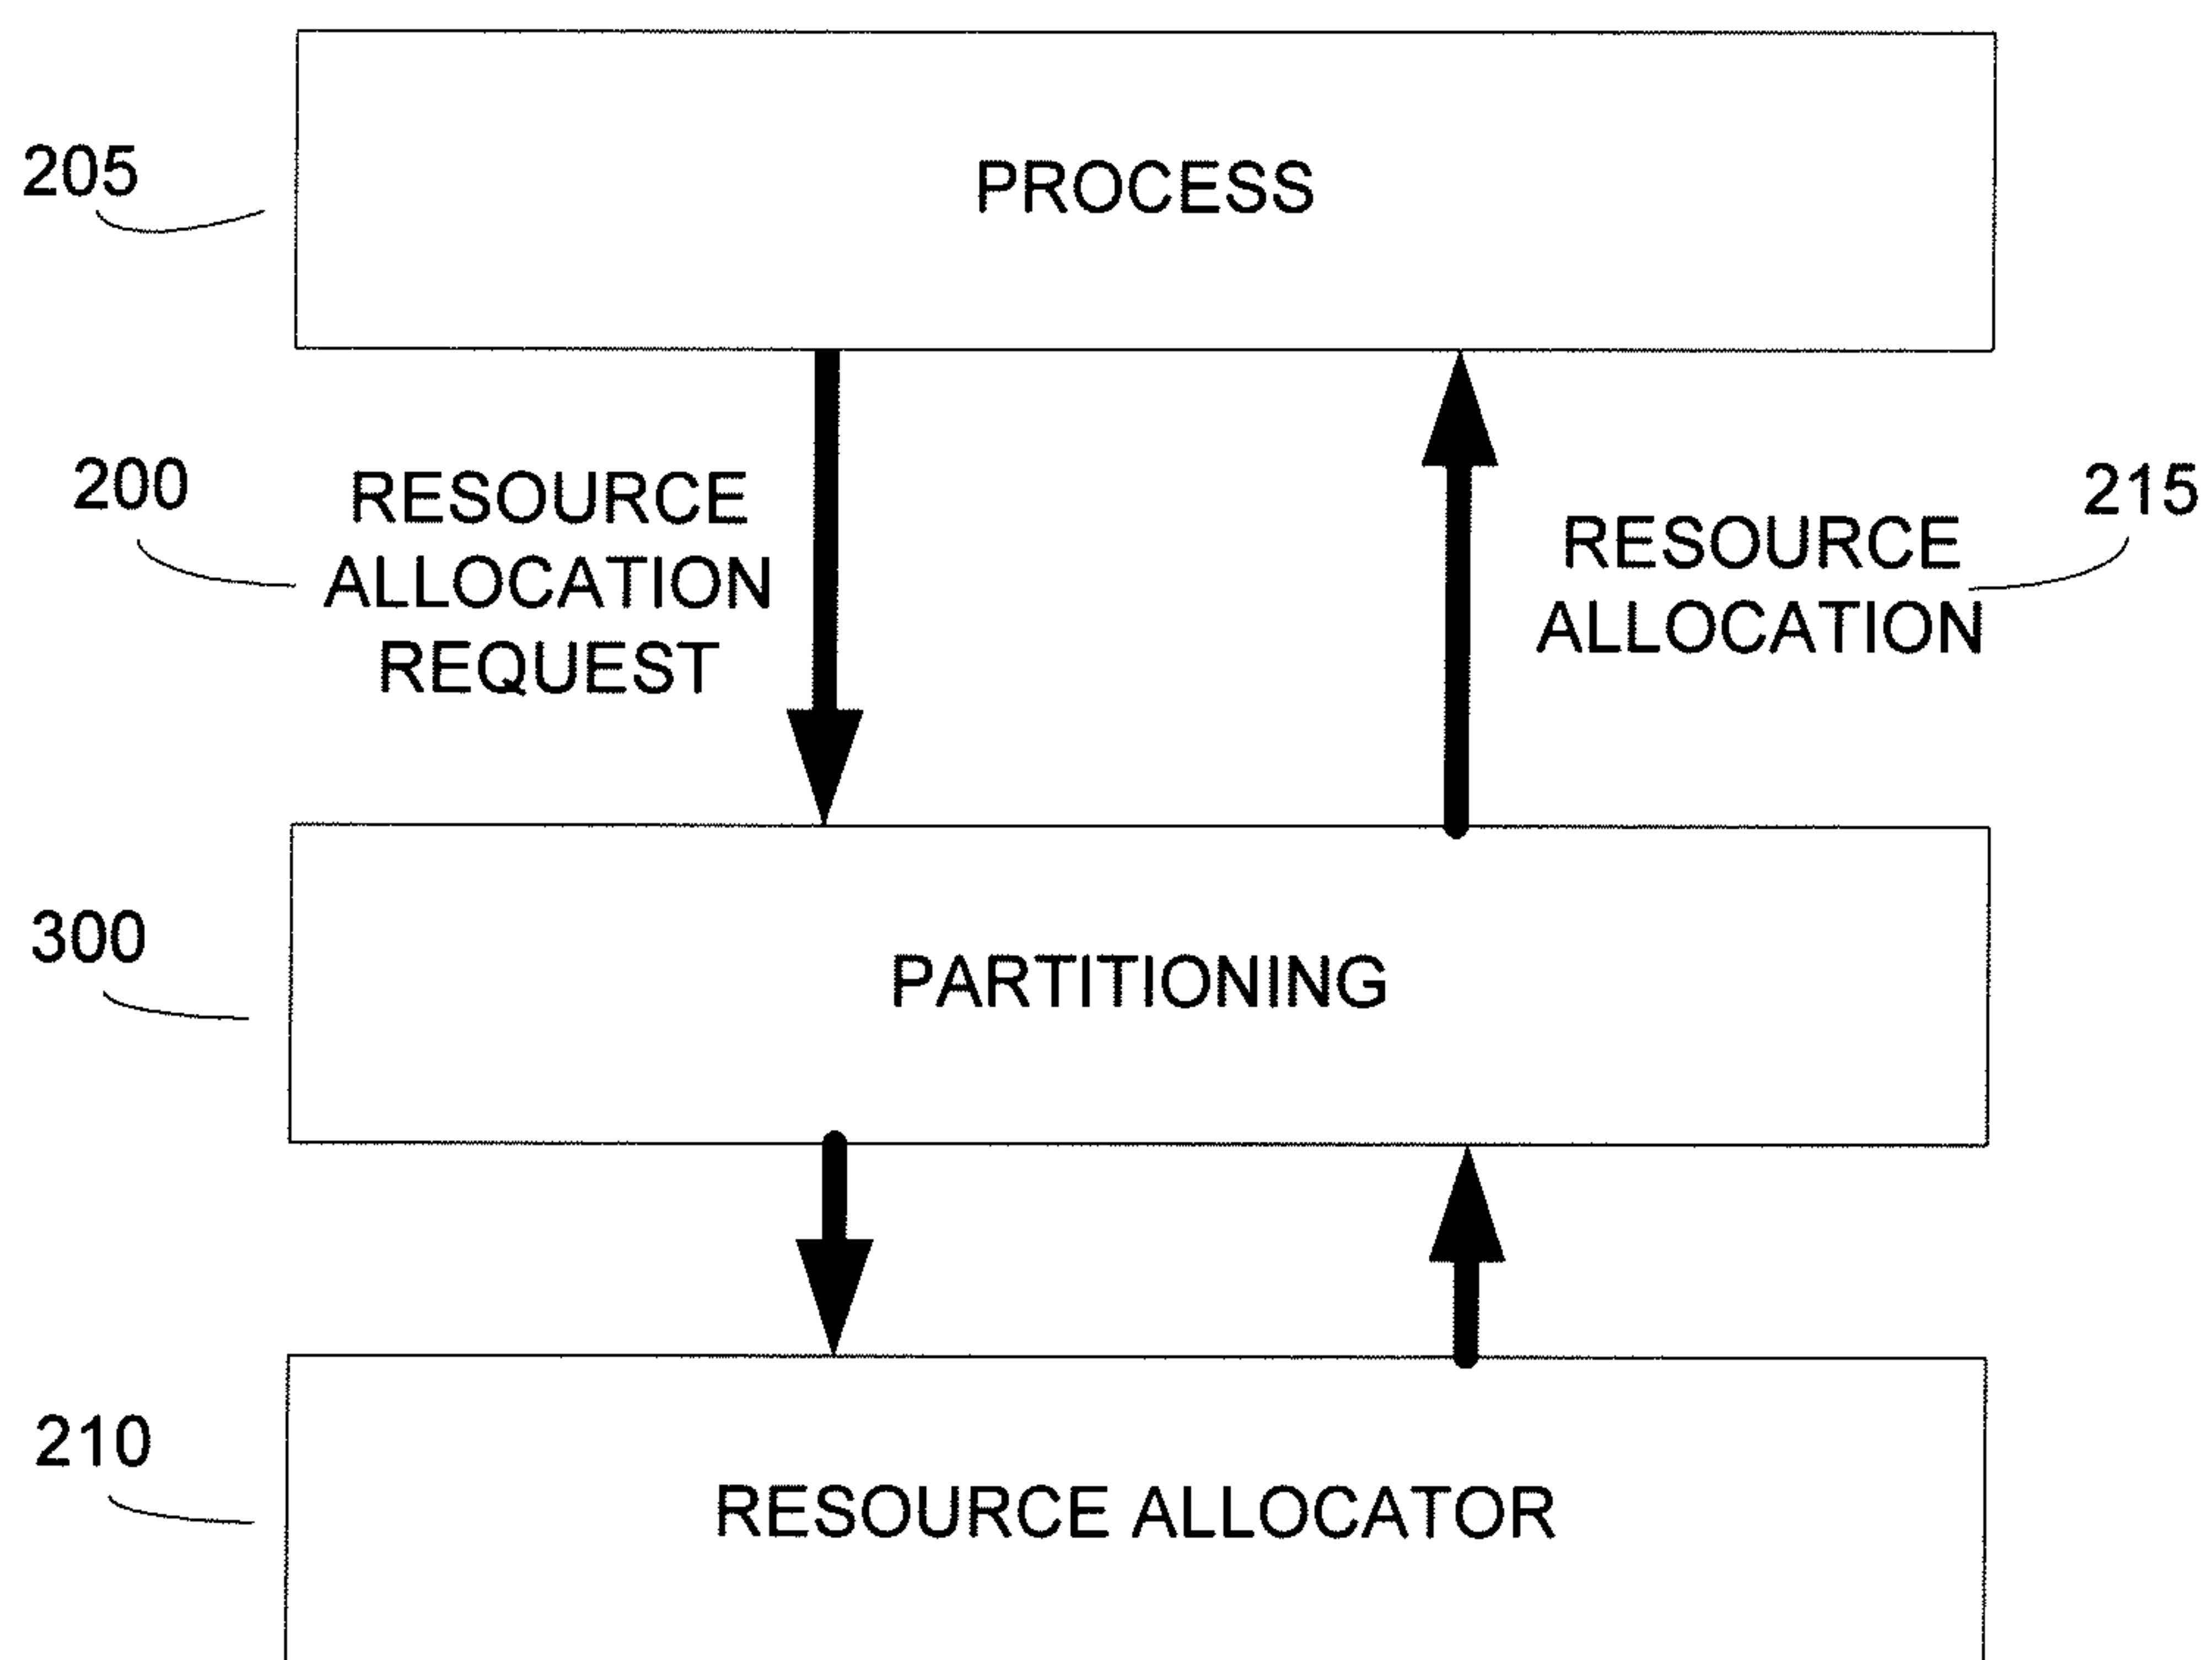 205
PROCESS
200
RESOURCE
ALLOCATION
REQUEST
215
RESOURCE
ALLOCATION
300
PARTITIONING
210
RESOURCE ALLOCATOR